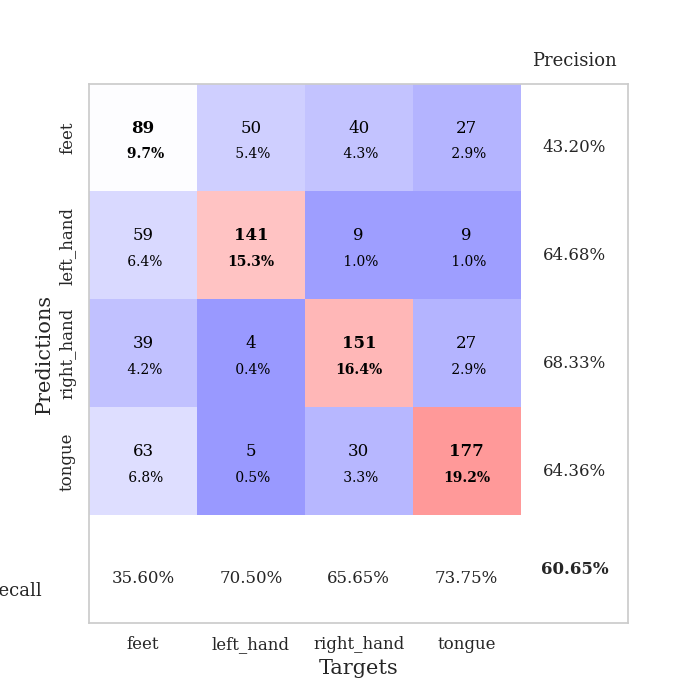 Precision
feet
89 50 40 27 43.20%
9.7% 5.4% 4.3% 2.9%
left_hand
59 141 9 9 64.68%
6.4% 15.3% 1.0% 1.0%
Predictions
right_hand
39 4 151 27 68.33%
4.2% 0.4% 16.4% 2.9%
tongue
63 5 30 177 64.36%
6.8% 0.5% 3.3% 19.2%
ecall 35.60% 70.50% 65.65% 73.75% 60.65%
feet left_hand right_hand tongue
Targets